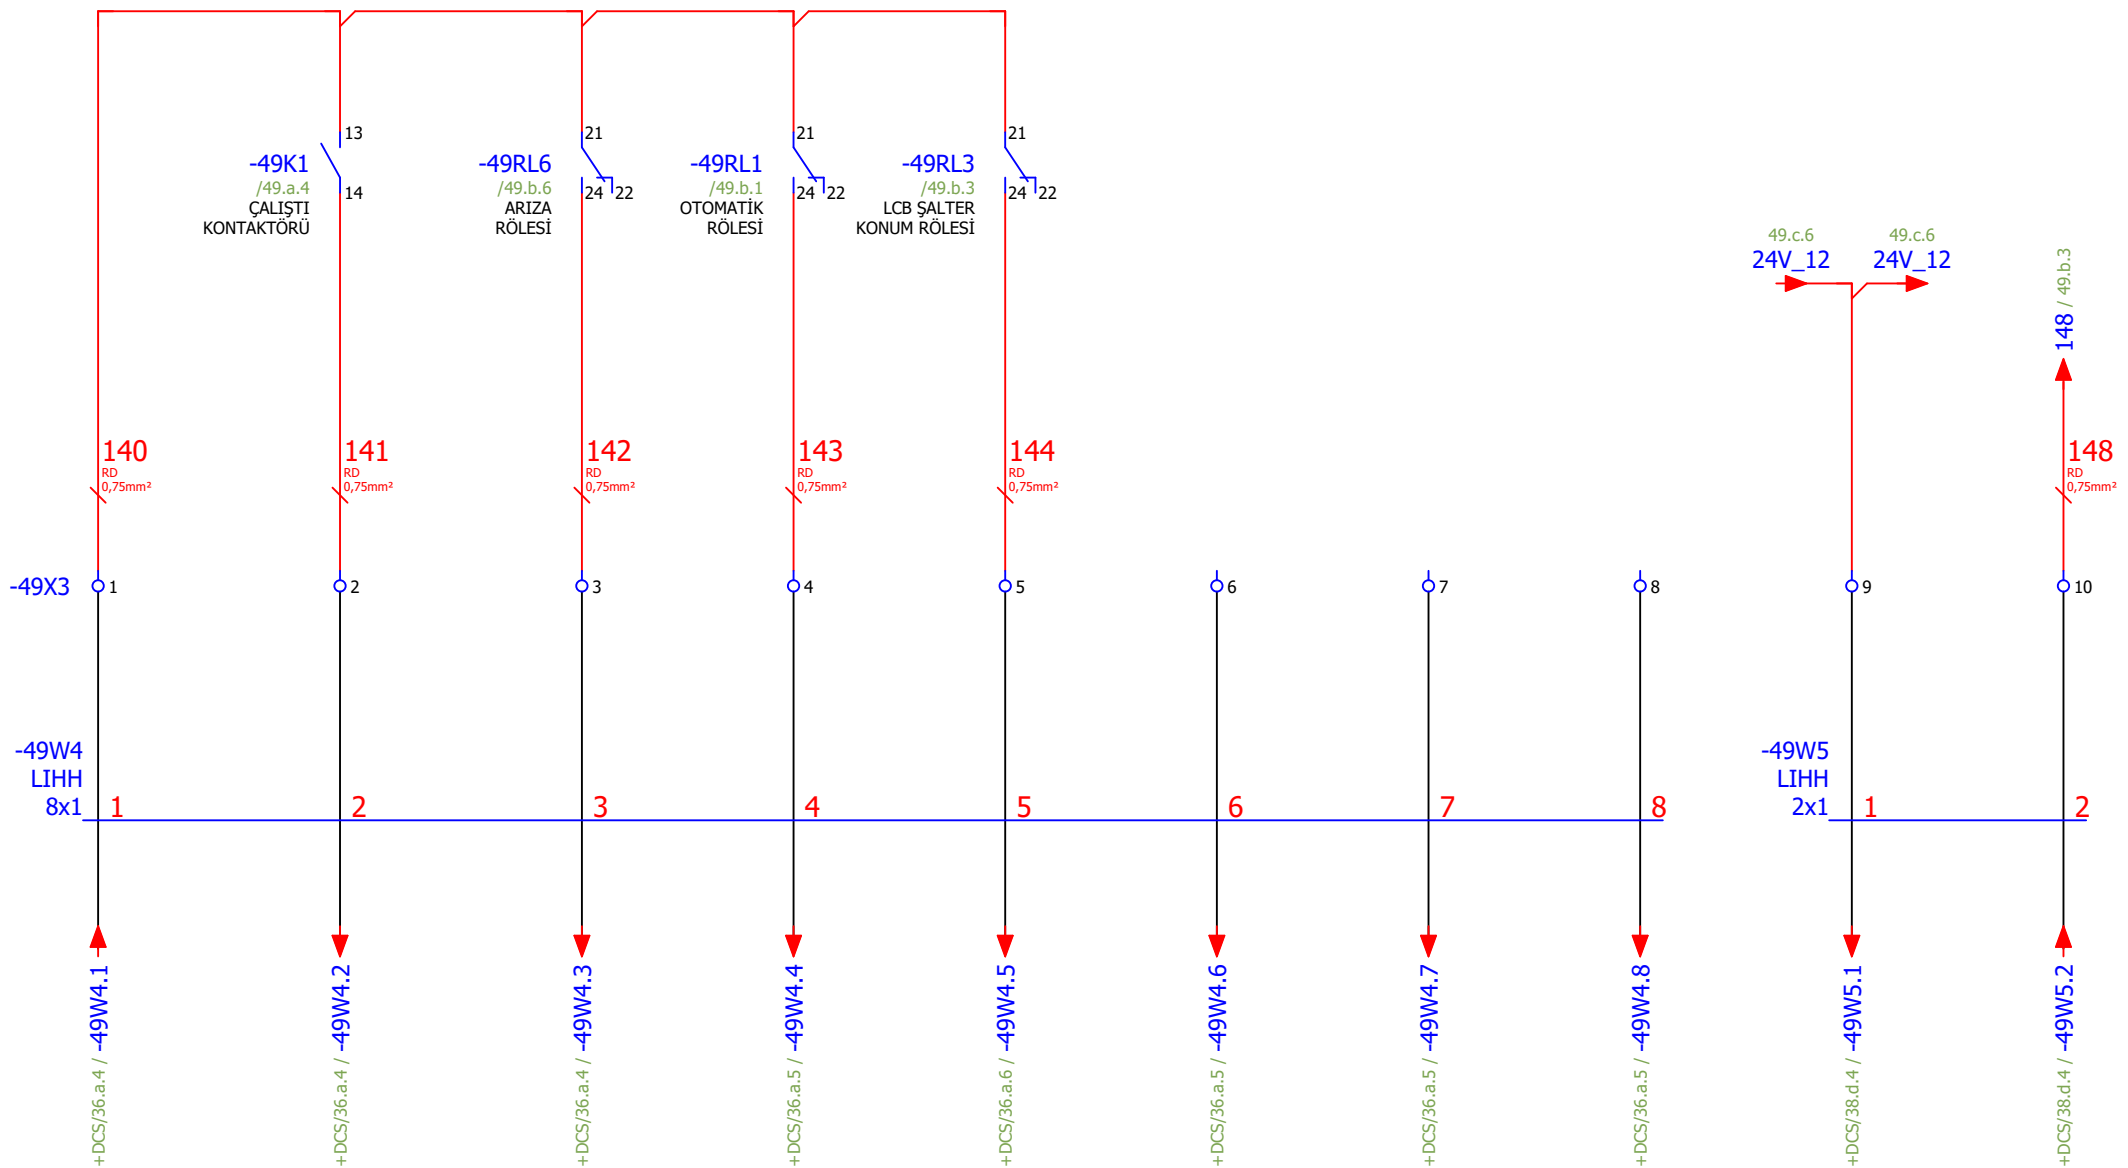 13
-49K1
/49.a.4
14
ÇALIŞTI
KONTAKTÖRÜ
21
-49RL6
/49.b.6
24 22
ARIZA
RÖLESİ
21
-49RL1
/49.b.1
24 22
OTOMATİK
RÖLESİ
21
-49RL3
/49.b.3
24 22
LCB ŞALTER
KONUM RÖLESİ
49.c.6
24V_12
49.c.6
24V_12
148 / 49.b.3
140
RD
0,75mm²
141
RD
0,75mm²
142
RD
0,75mm²
143
RD
0,75mm²
144
RD
0,75mm²
148
RD
0,75mm²
-49X3
1
2
3
4
5
6
7
8
9
10
-49W4
LIHH
8x1
1
2
3
4
5
6
7
8
-49W5
LIHH
2x1
1
2
+DCS/36.a.4 / -49W4.1
+DCS/36.a.4 / -49W4.2
+DCS/36.a.4 / -49W4.3
+DCS/36.a.5 / -49W4.4
+DCS/36.a.6 / -49W4.5
+DCS/36.a.5 / -49W4.6
+DCS/36.a.5 / -49W4.7
+DCS/36.a.5 / -49W4.8
+DCS/38.d.4 / -49W5.1
+DCS/38.d.4 / -49W5.2